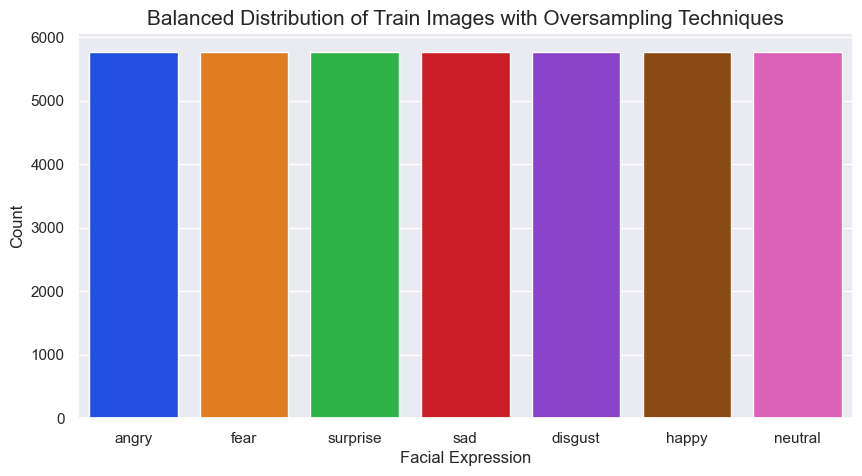 Balanced Distribution of Train Images with Oversampling Techniques
6000
5000
4000
3000
2000
1000
0
Count
angry fear surprise sad disgust happy neutral
Facial Expression